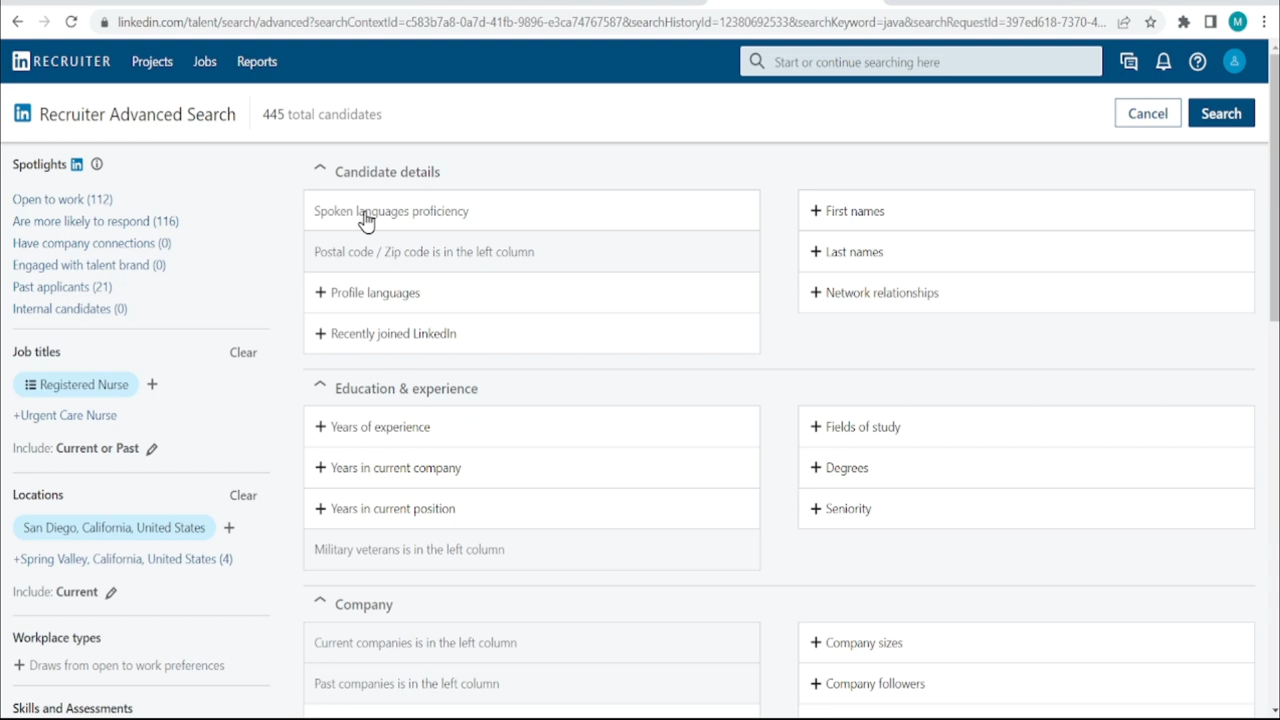 linkedin.com/talent/search/advanced?searchContextId=c583b7a8-0a7d-41fb-9896-e3ca74767587&searchHistoryId=12380692533&searchKeyword=java&searchRequestId=397ed618-7370-4...
M
in RECRUITER
Projects
Jobs
Reports
Start or continue searching here
in Recruiter Advanced Search
445 total candidates
Cancel
Search
Spotlights in
Open to work (112)
Are more likely to respond (116)
Have company connections (0)
Engaged with talent brand (0)
Past applicants (21)
Internal candidates (0)
Job titles
Clear
Registered Nurse +
+Urgent Care Nurse
Include: Current or Past
Locations
Clear
San Diego, California, United States +
+Spring Valley, California, United States (4)
Include: Current
Workplace types
+ Draws from open to work preferences
Skills and Assessments
Candidate details
Spoken languages proficiency
Postal code / Zip code is in the left column
+ Profile languages
+ Recently joined LinkedIn
+ First names
+ Last names
+ Network relationships
Education & experience
+ Years of experience
+ Years in current company
+ Years in current position
Military veterans is in the left column
+ Fields of study
+ Degrees
+ Seniority
Company
Current companies is in the left column
Past companies is in the left column
+ Company sizes
+ Company followers